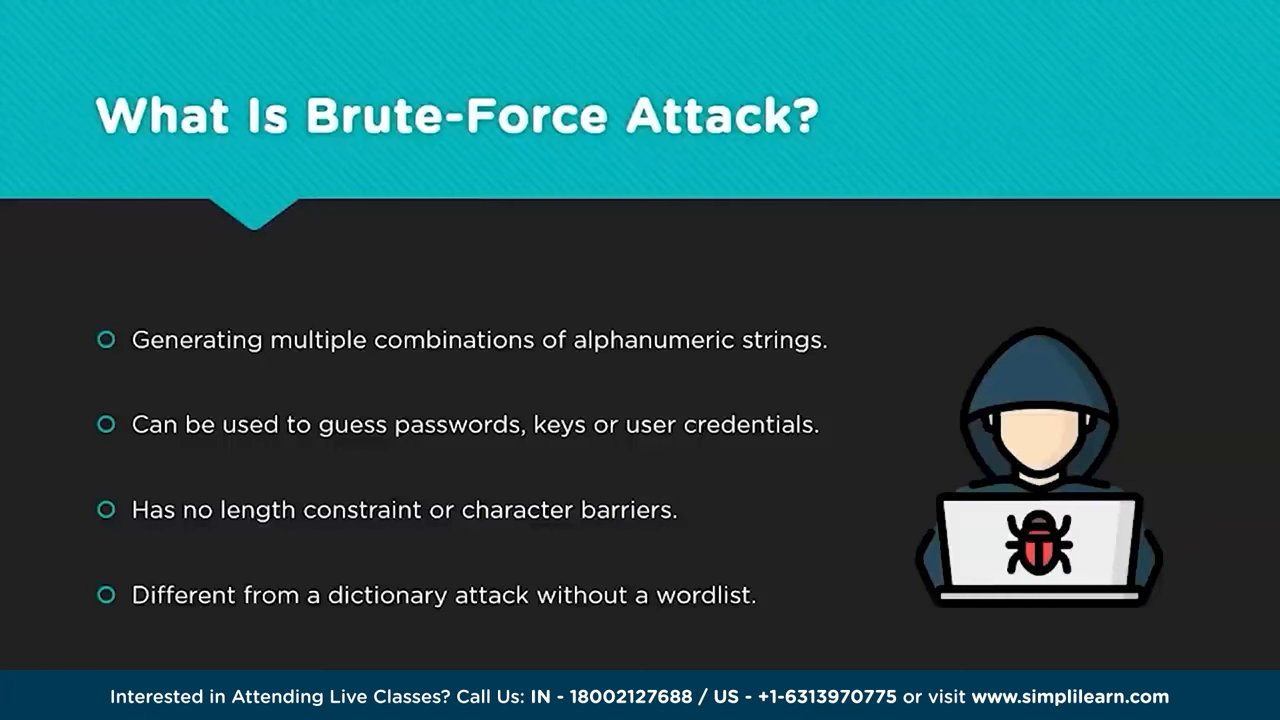 What Is Brute-Force Attack?
Generating multiple combinations of alphanumeric strings.
Can be used to guess passwords, keys or user credentials.
Has no length constraint or character barriers.
Different from a dictionary attack without a wordlist.
Interested in Attending Live Classes? Call Us: IN - 18002127688 / US - +1-6313970775 or visit www.simplilearn.com